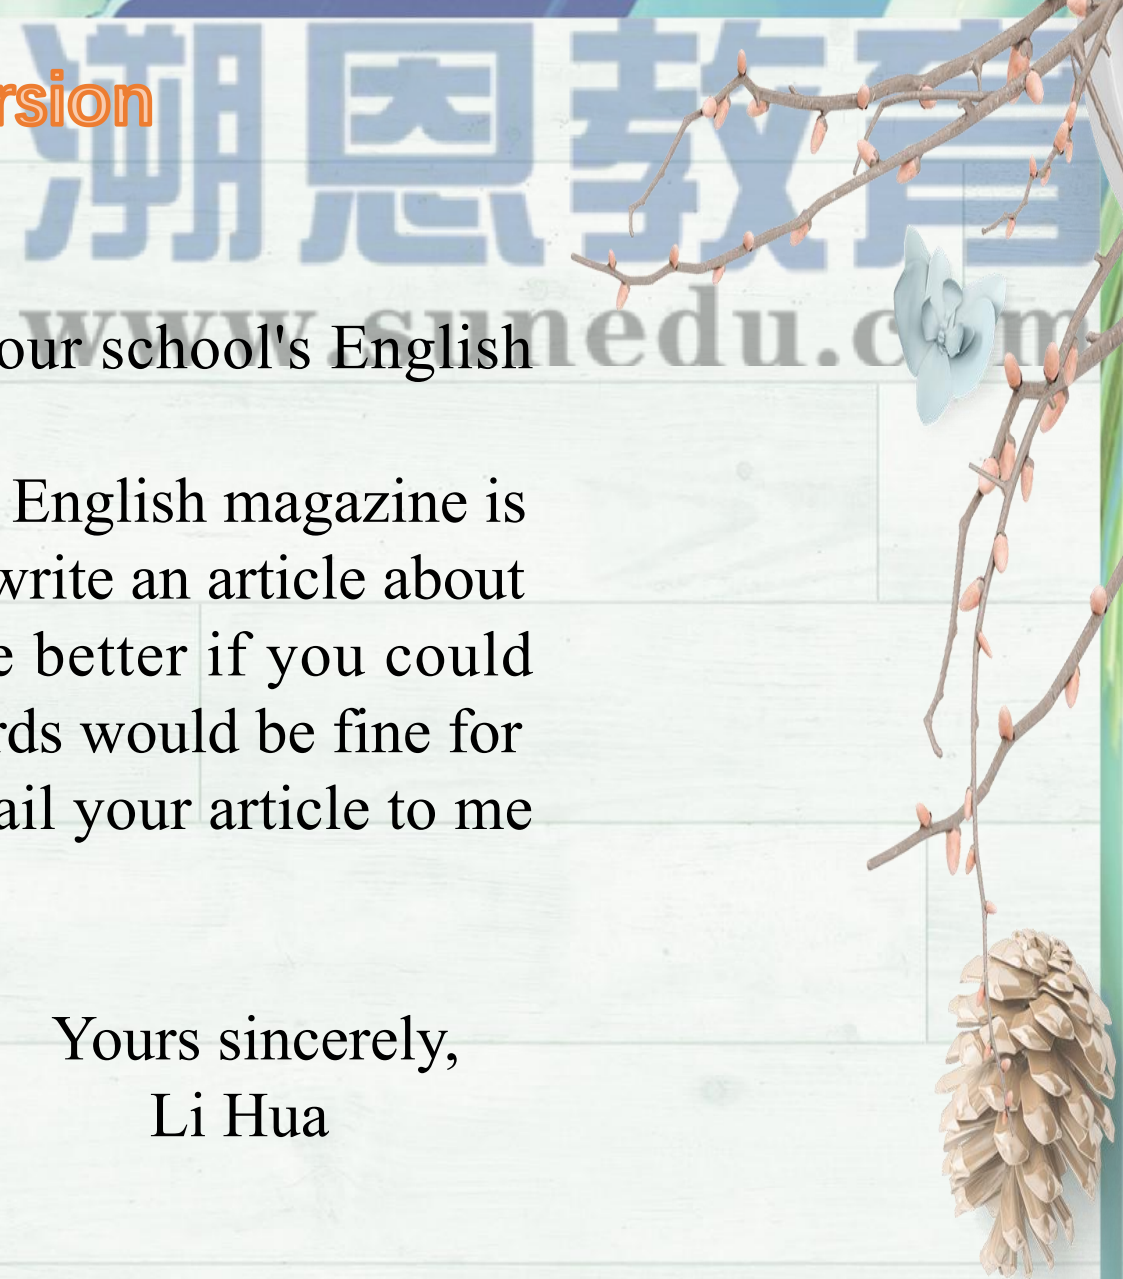 rsion
溯恩教育
www.sunedu.com
our school's English
English magazine is
write an article about
e better if you could
rds would be fine for
ail your article to me
Yours sincerely,
Li Hua